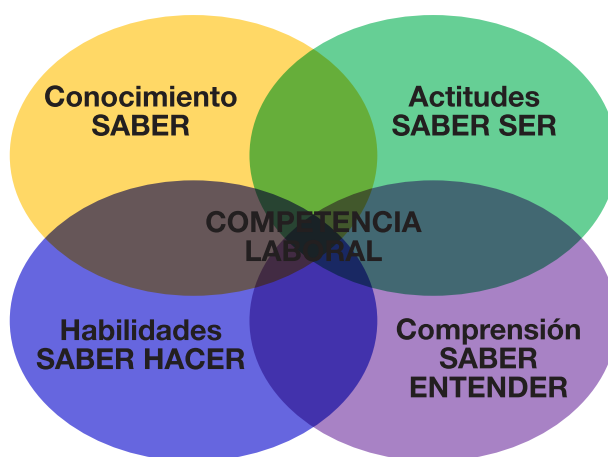 Conocimiento
SABER
Actitudes
SABER SER
COMPETENCIA
LABORAL
Habilidades
SABER HACER
Comprensión
SABER
ENTENDER